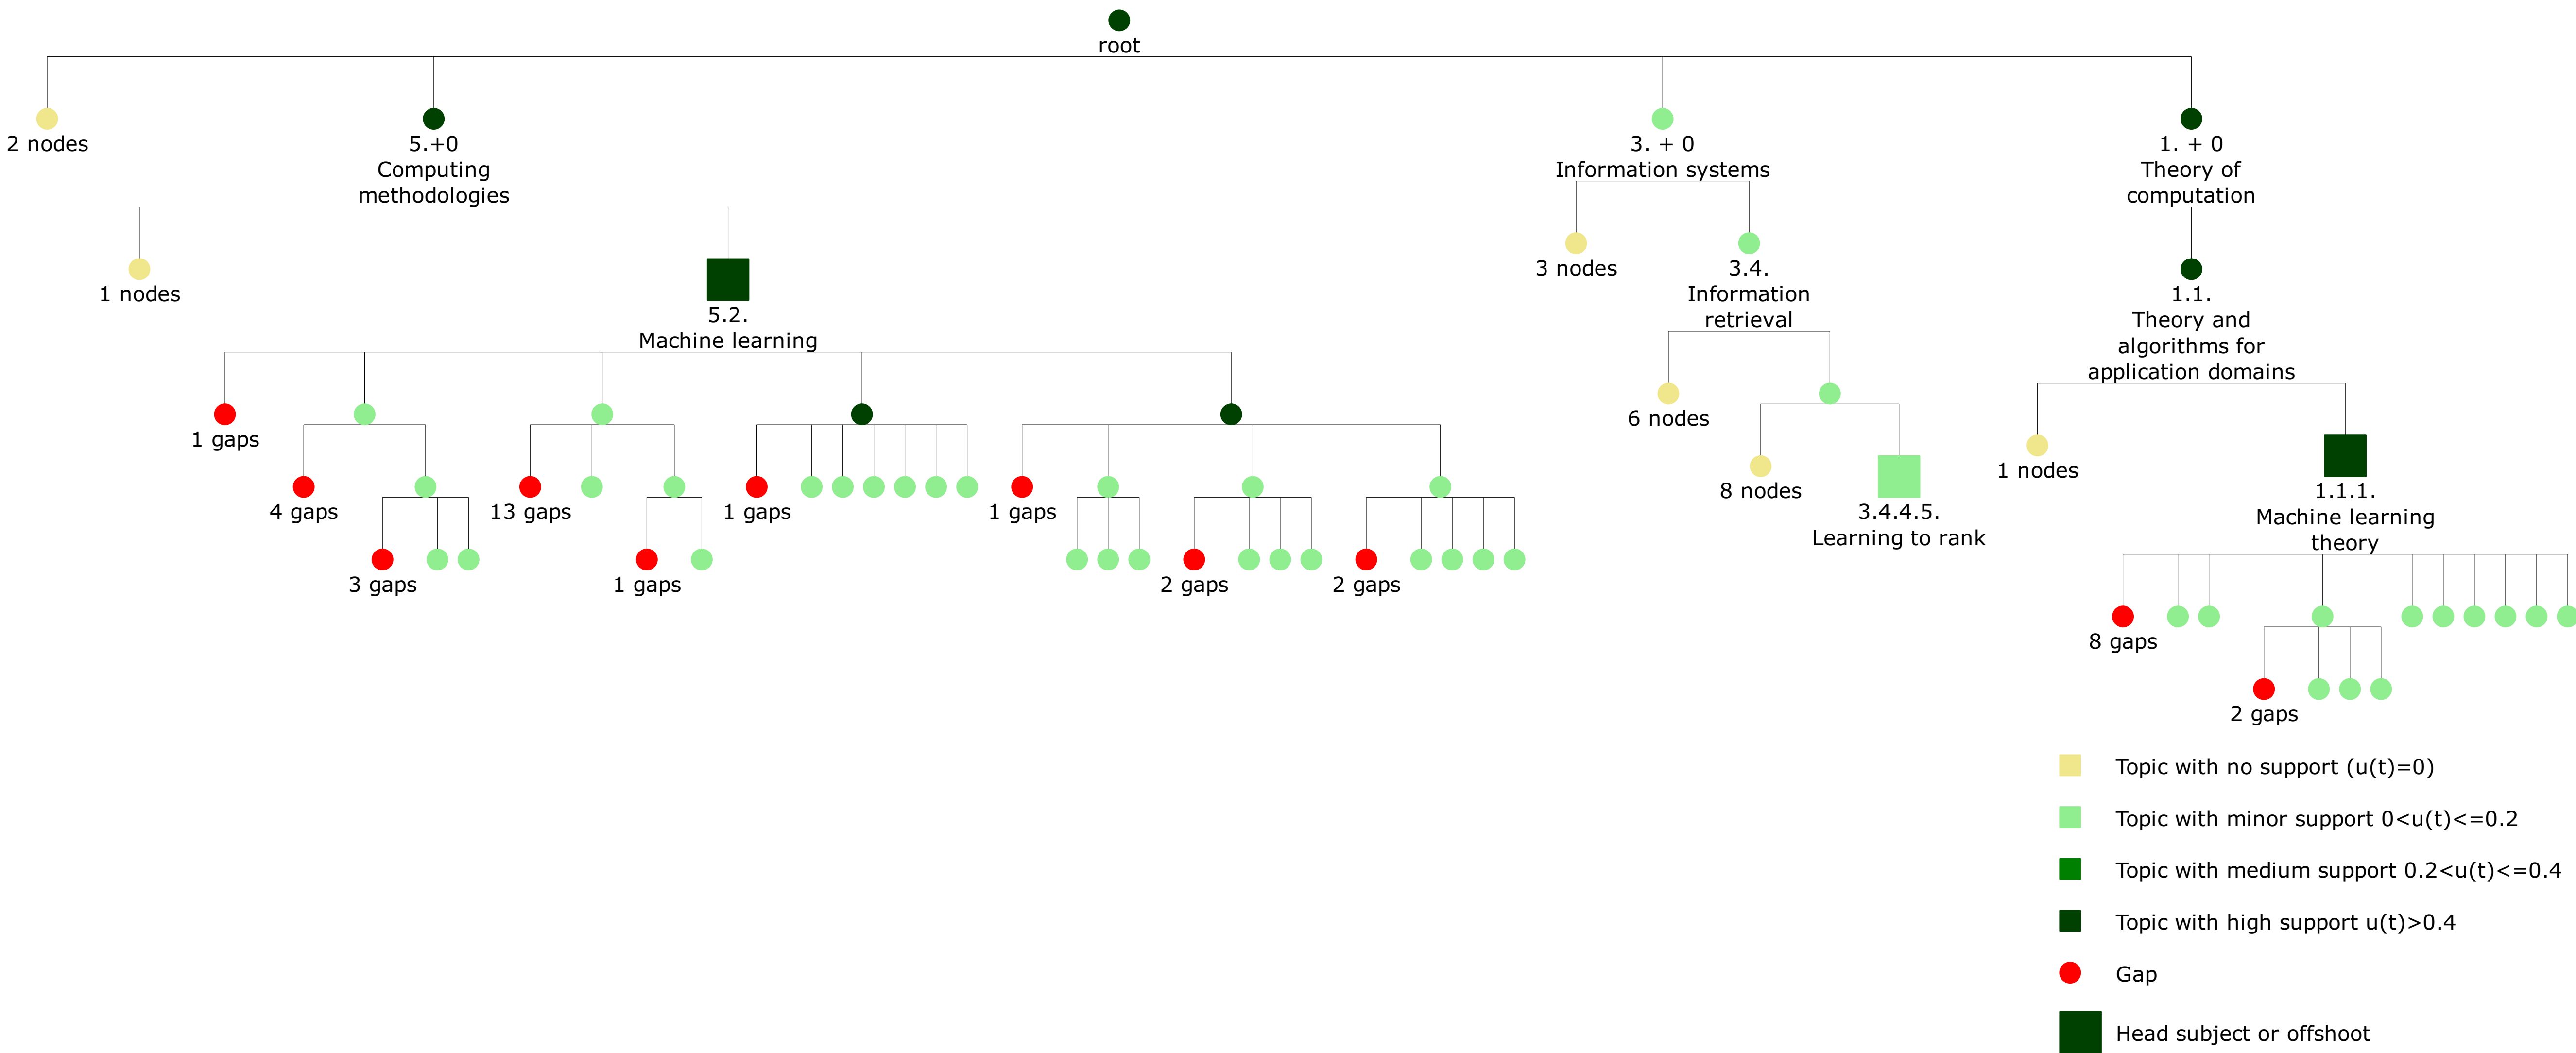 root
2 nodes
5.+0
Computing
methodologies
3. + 0
Information systems
1. + 0
Theory of
computation
1 nodes
5.2.
Machine learning
3 nodes
3.4.
Information
retrieval
1.1.
Theory and
algorithms for
application domains
1 gaps
6 nodes
1 nodes
1.1.1.
Machine learning
theory
4 gaps
13 gaps
1 gaps
1 gaps
8 nodes
3.4.4.5.
Learning to rank
3 gaps
1 gaps
2 gaps
2 gaps
8 gaps
2 gaps
Topic with no support (u(t)=0)
Topic with minor support 0<u(t)<=0.2
Topic with medium support 0.2<u(t)<=0.4
Topic with high support u(t)>0.4
Gap
Head subject or offshoot